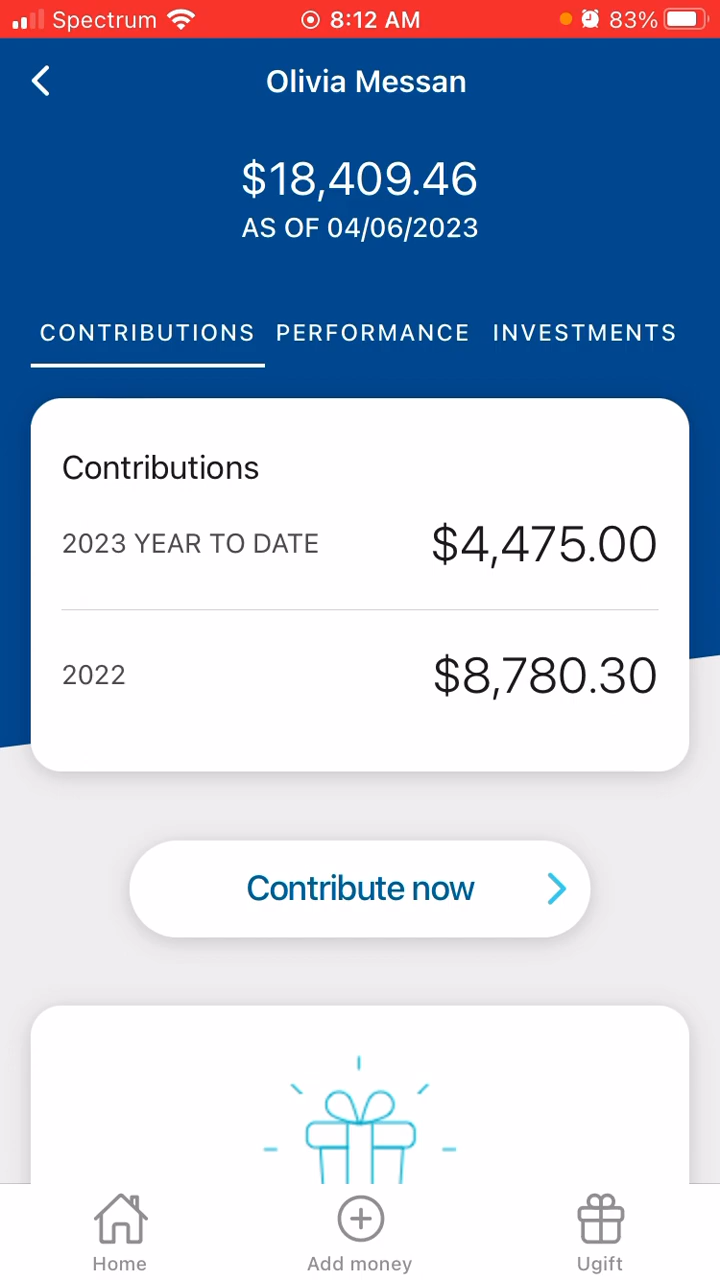 Spectrum 8:12 AM 83%
Olivia Messan
$18,409.46
AS OF 04/06/2023
CONTRIBUTIONS PERFORMANCE INVESTMENTS
Contributions
2023 YEAR TO DATE $4,475.00
2022 $8,780.30
Contribute now
Home Add money Ugift